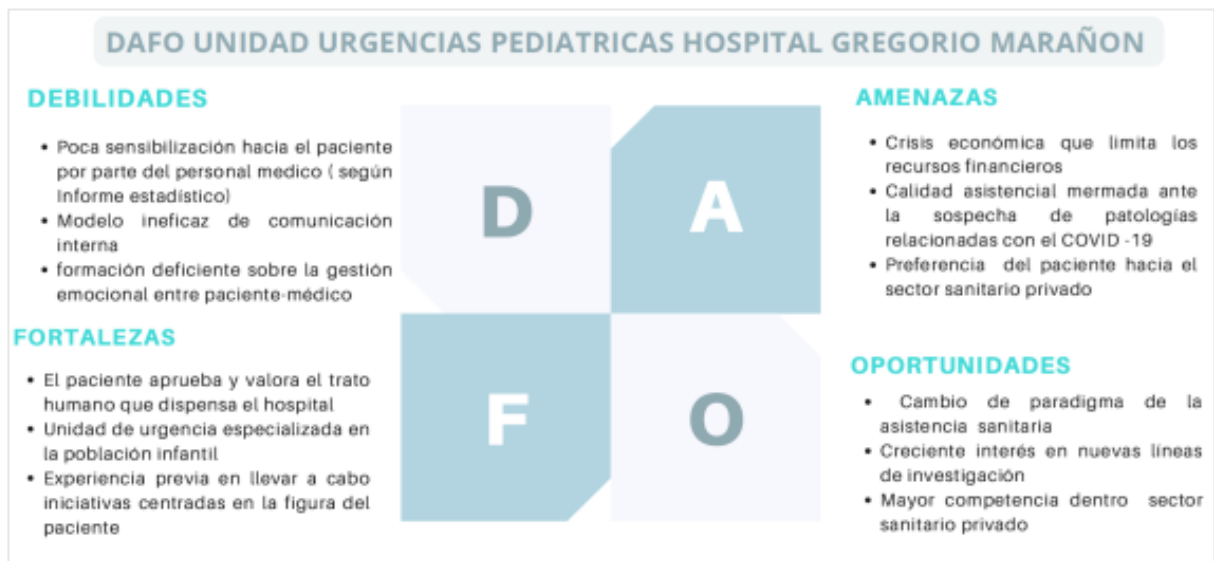 DAFO UNIDAD URGENCIAS PEDIATRICAS HOSPITAL GREGORIO MARAÑON
DEBILIDADES
• Poca sensibilización hacia el paciente
por parte del personal medico ( según
Informe estadístico)
• Modelo ineficaz de comunicación
interna
• formación deficiente sobre la gestión
emocional entre paciente-médico
D
A
AMENAZAS
• Crisis económica que limita los
recursos financieros
• Calidad asistencial mermada ante
la sospecha de patologías
relacionadas con el COVID -19
• Preferencia del paciente hacia el
sector sanitario privado
FORTALEZAS
• El paciente aprueba y valora el trato
humano que dispensa el hospital
• Unidad de urgencia especializada en
la población infantil
• Experiencia previa en llevar a cabo
iniciativas centradas en la figura del
paciente
F
O
OPORTUNIDADES
• Cambio de paradigma de la
asistencia sanitaria
• Creciente interés en nuevas líneas
de investigación
• Mayor competencia dentro sector
sanitario privado